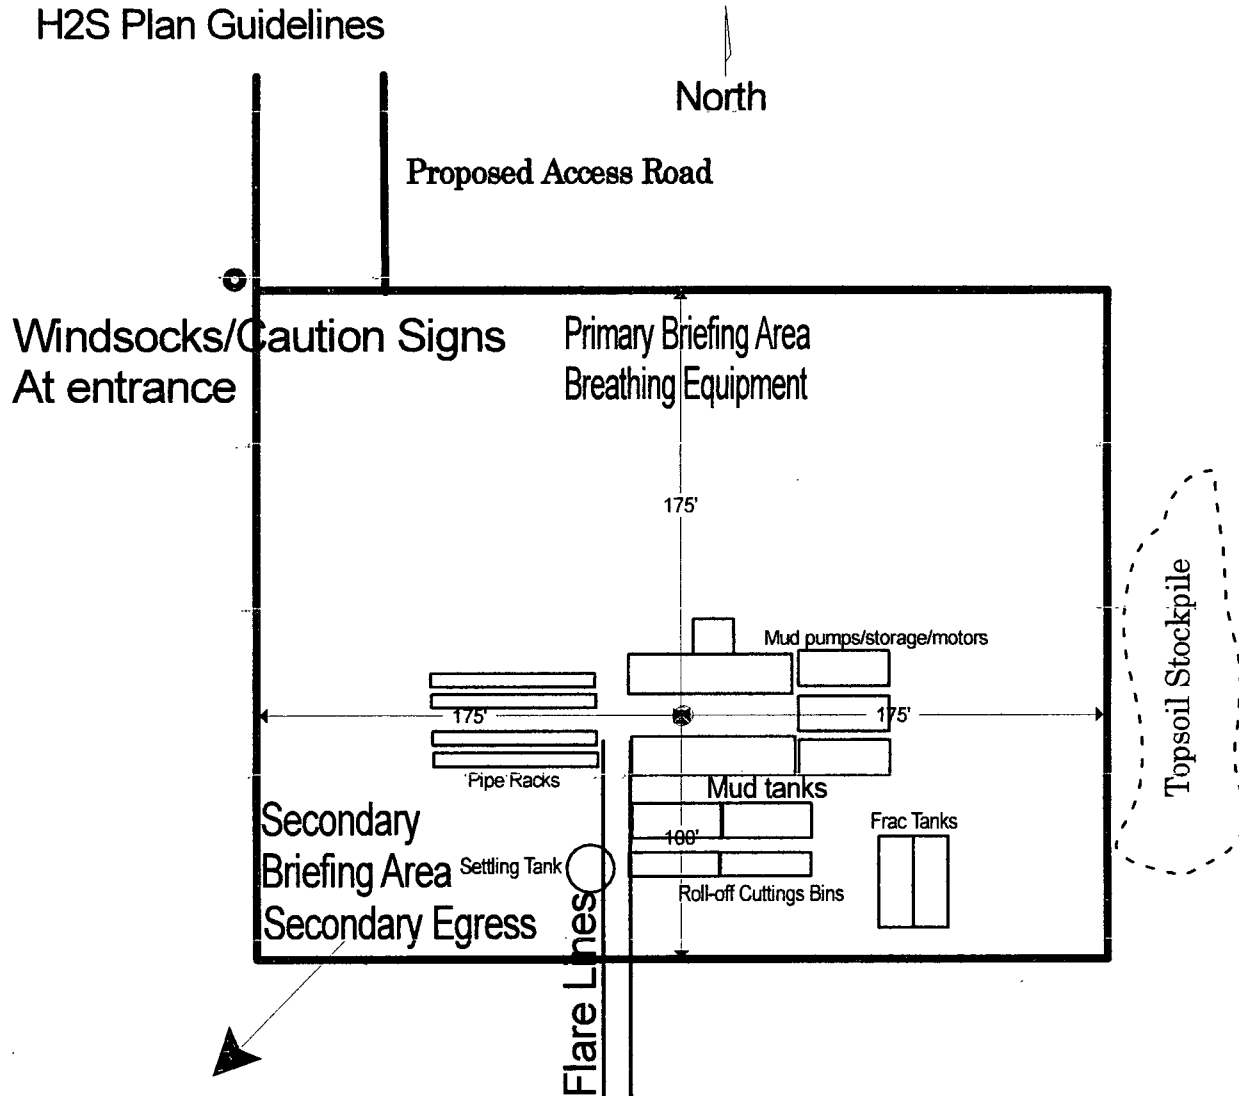 H2S Plan Guidelines
North
Proposed Access Road
Windsocks/Caution Signs
At entrance
Primary Briefing Area
Breathing Equipment
175'
Mud pumps/storage/motors
175'
175'
Pipe Racks
Mud tanks
Secondary
Briefing Area
Secondary Egress
Settling Tank
100'
Frac Tanks
Roll-off Cuttings Bins
Flare Lines
Topsoil Stockpile